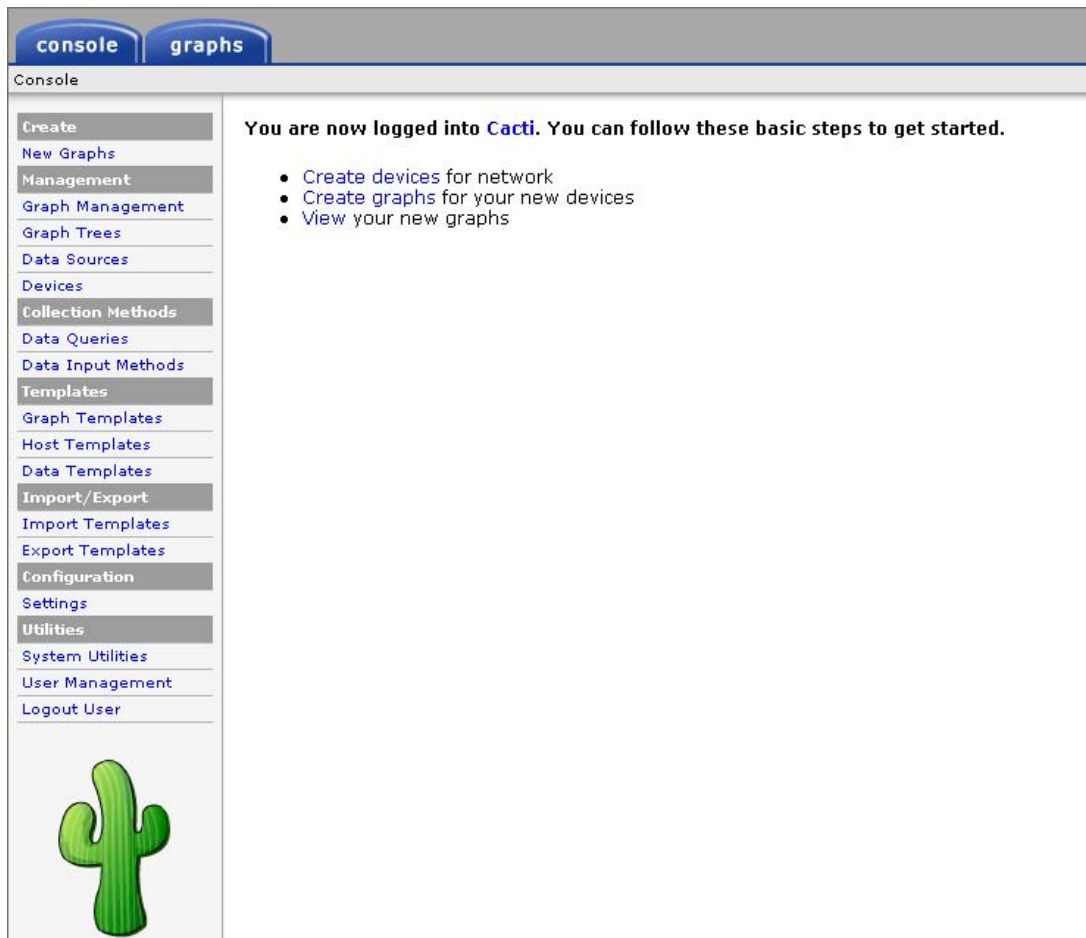 console
graphs
Console
Create
New Graphs
Management
Graph Management
Graph Trees
Data Sources
Devices
Collection Methods
Data Queries
Data Input Methods
Templates
Graph Templates
Host Templates
Data Templates
Import/Export
Import Templates
Export Templates
Configuration
Settings
Utilities
System Utilities
User Management
Logout User
You are now logged into Cacti. You can follow these basic steps to get started.
Create devices for network
Create graphs for your new devices
View your new graphs